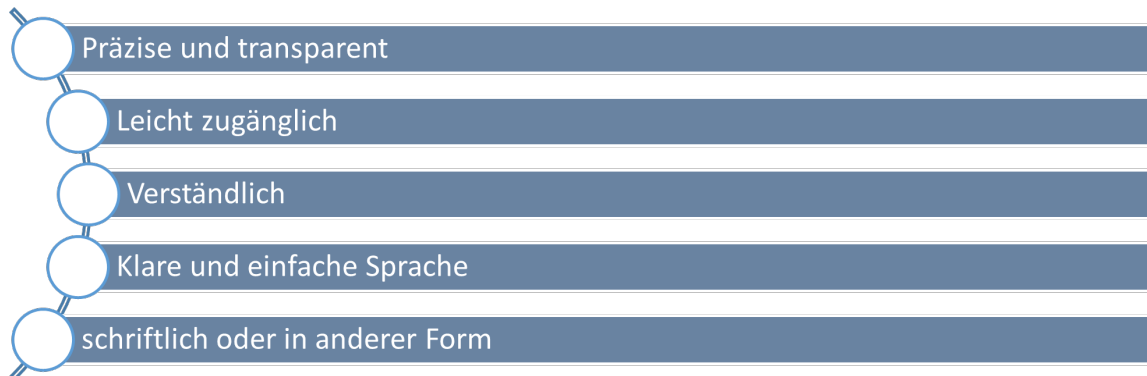 Präzise und transparent
Leicht zugänglich
Verständlich
Klare und einfache Sprache
schriftlich oder in anderer Form